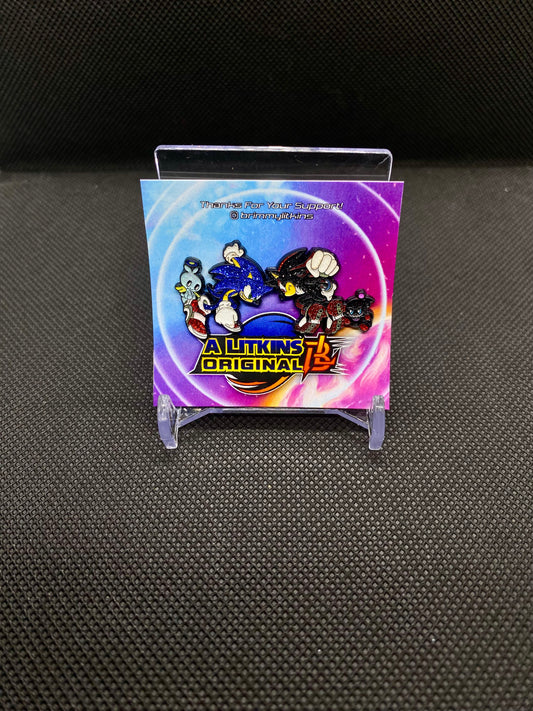 Thanks For Your Support!
@ brimmylitkins
A LITKINS
ORIGINAL